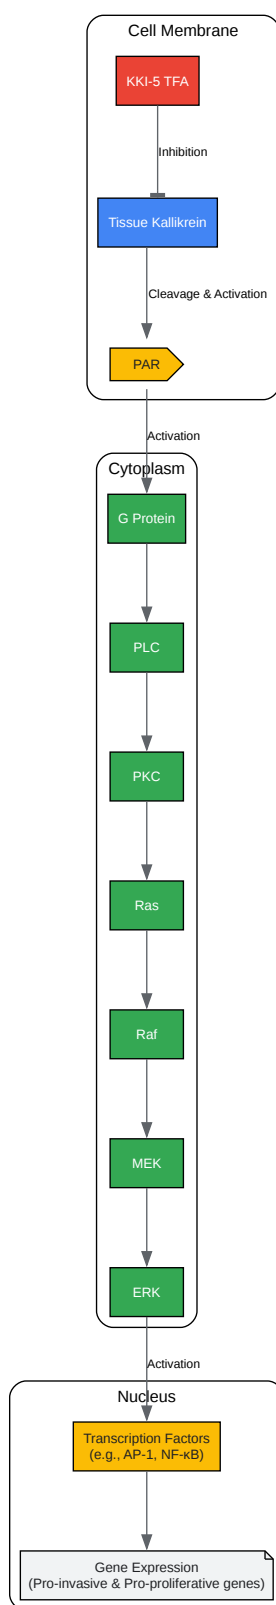 Cell Membrane
KKI-5 TFA
Inhibition
Tissue Kallikrein
Cleavage & Activation
PAR
Activation
Cytoplasm
G Protein
PLC
PKC
Ras
Raf
MEK
ERK
Activation
Nucleus
Transcription Factors
(e.g., AP-1, NF-κB)
Gene Expression
(Pro-invasive & Pro-proliferative genes)